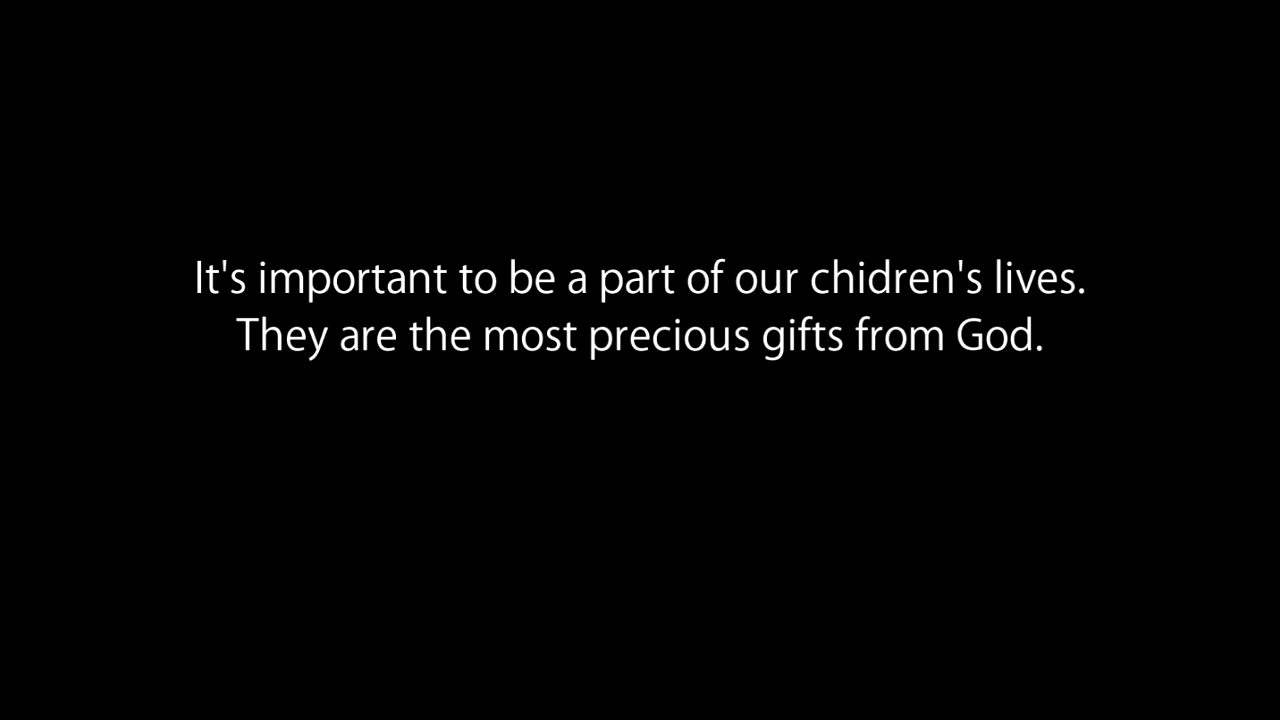 It's important to be a part of our chidren's lives.
They are the most precious gifts from God.